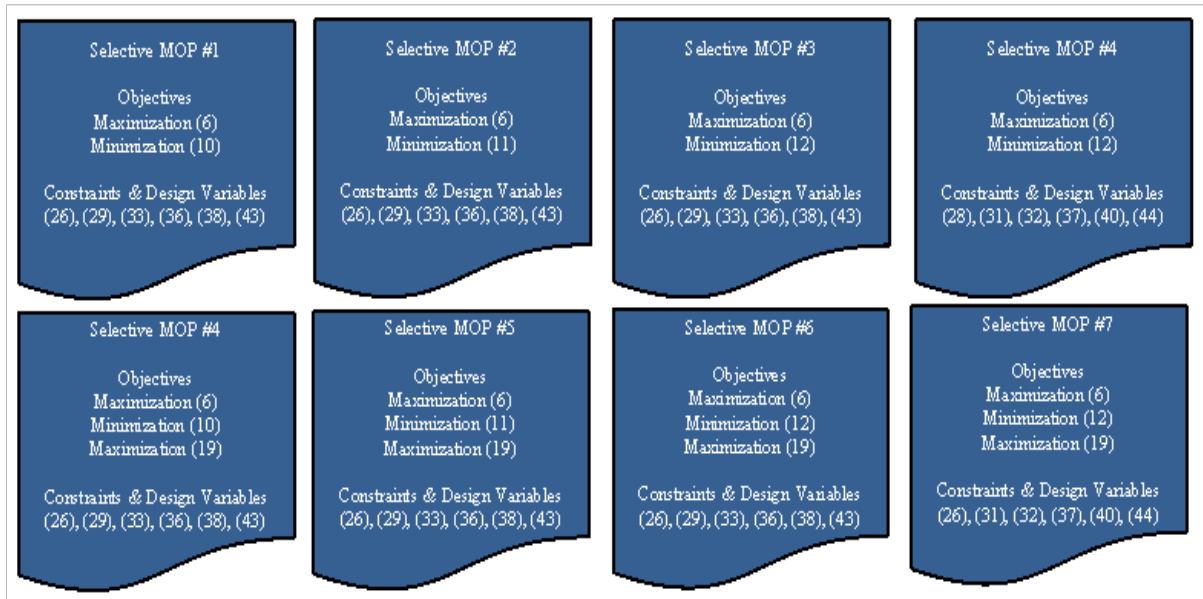 Selective MOP #1
Objectives
Maximization (6)
Minimization (10)
Constraints & Design Variables
(26), (29), (33), (36), (38), (43)
Selective MOP #2
Objectives
Maximization (6)
Minimization (11)
Constraints & Design Variables
(26), (29), (33), (36), (38), (43)
Selective MOP #3
Objectives
Maximization (6)
Minimization (12)
Constraints & Design Variables
(26), (29), (33), (36), (38), (43)
Selective MOP #4
Objectives
Maximization (6)
Minimization (12)
Constraints & Design Variables
(28), (31), (32), (37), (40), (44)
Selective MOP #4
Objectives
Maximization (6)
Minimization (10)
Maximization (19)
Constraints & Design Variables
(26), (29), (33), (36), (38), (43)
Selective MOP #5
Objectives
Maximization (6)
Minimization (11)
Maximization (19)
Constraints & Design Variables
(26), (29), (33), (36), (38), (43)
Selective MOP #6
Objectives
Maximization (6)
Minimization (12)
Maximization (19)
Constraints & Design Variables
(26), (29), (33), (36), (38), (43)
Selective MOP #7
Objectives
Maximization (6)
Minimization (12)
Maximization (19)
Constraints & Design Variables
(26), (31), (32), (37), (40), (44)